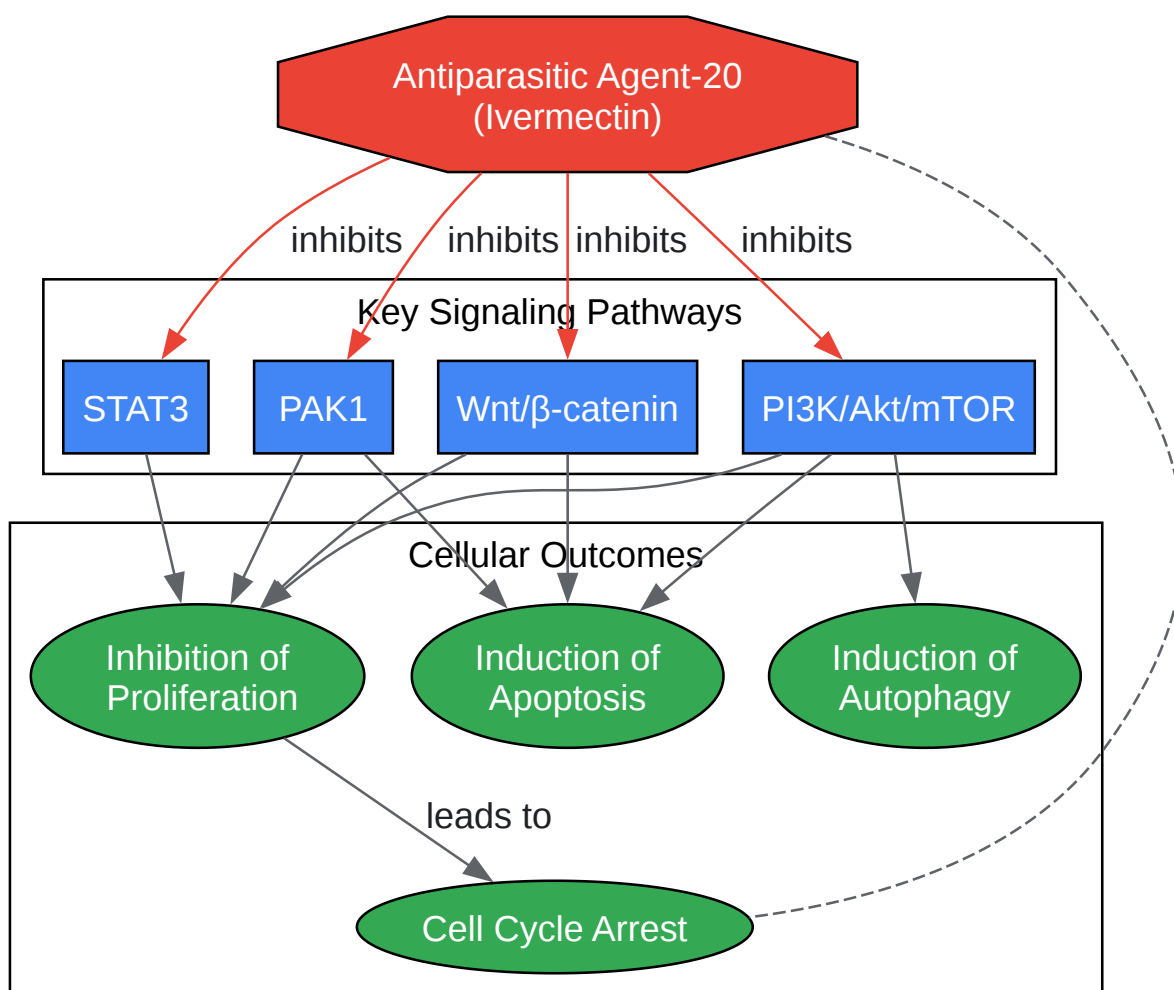 Antiparasitic Agent-20
(Ivermectin)
inhibits
inhibits
inhibits
inhibits
Key Signaling Pathways
STAT3
PAK1
Wnt/β-catenin
PI3K/Akt/mTOR
Cellular Outcomes
Inhibition of
Proliferation
Induction of
Apoptosis
Induction of
Autophagy
leads to
Cell Cycle Arrest